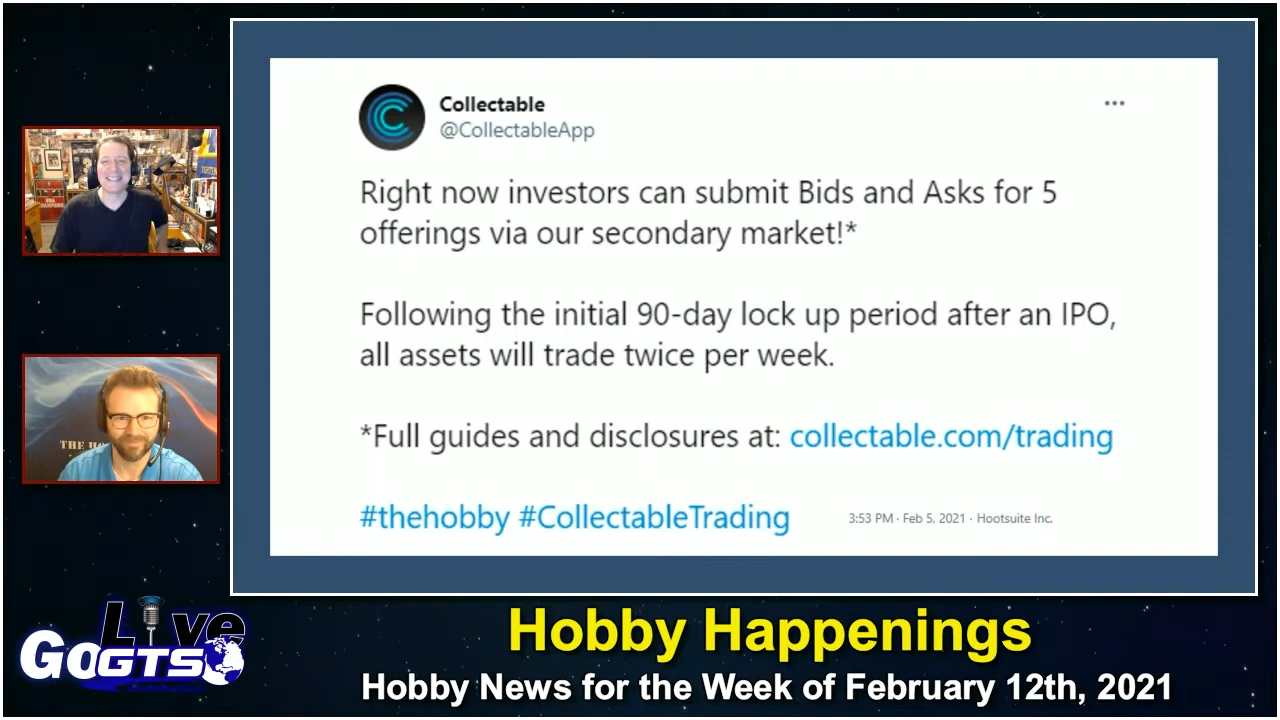 Collectable
@CollectableApp
Right now investors can submit Bids and Asks for 5
offerings via our secondary market!*
Following the initial 90-day lock up period after an IPO,
all assets will trade twice per week.
*Full guides and disclosures at: collectable.com/trading
#thehobby #CollectableTrading
3:53 PM · Feb 5, 2021 · Hootsuite Inc.
THE HO
Live
GoGTS
Hobby Happenings
Hobby News for the Week of February 12th, 2021